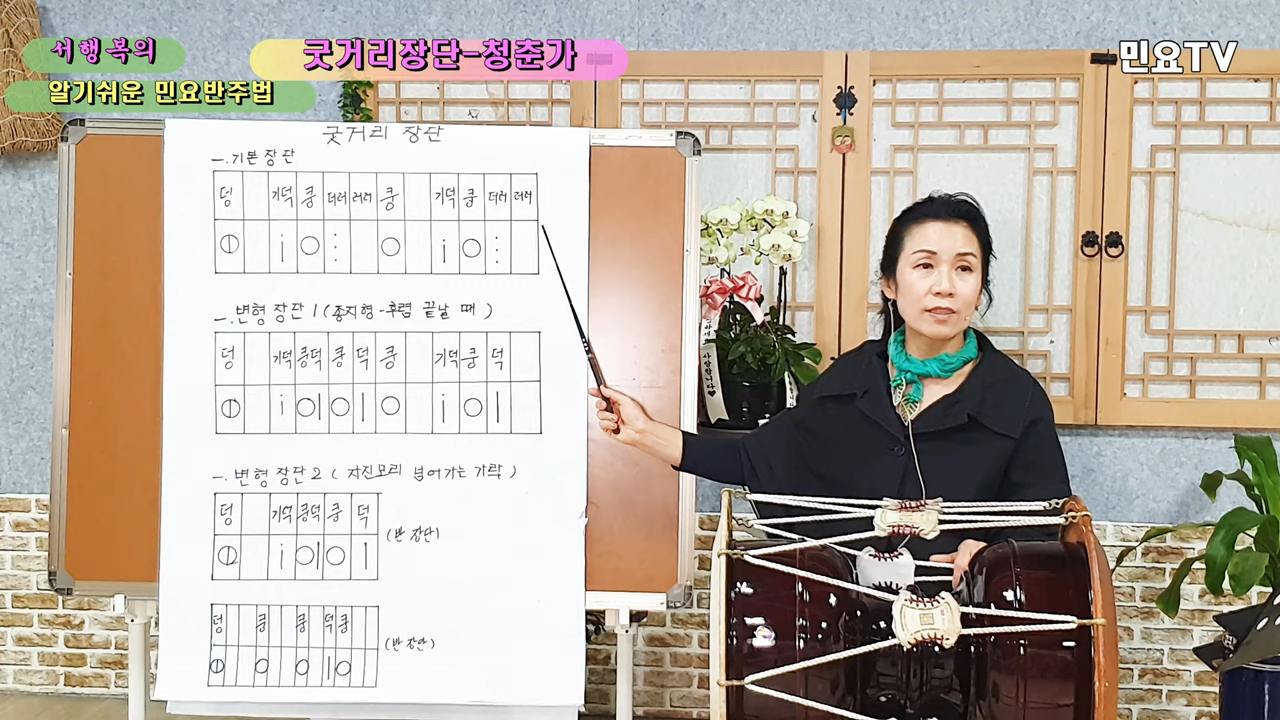 서행복의
알기쉬운 민요반주법
굿거리장단-청춘가
민요TV
굿거리 장단
一. 기본 장단
덩 기덕 쿵 더러 러러 쿵 기덕 쿵 더러 러러
一. 변형 장단 1 (종지형-후렴 끝날 때)
덩 기덕 쿵덕 쿵 덕 쿵 기덕 쿵 덕
一. 변형 장단 2 ( 자진모리 넘어가는 가락 )
덩 기덕 쿵덕 쿵 덕
(반 장단)
덩 쿵 쿵 덕 쿵
(반 장단)
사랑합니다